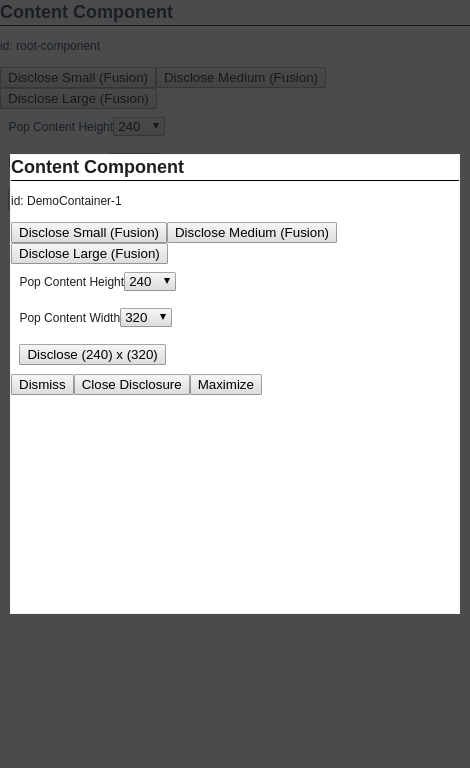 Content Component
id: root-component
Disclose Small (Fusion) Disclose Medium (Fusion)
Disclose Large (Fusion)
Pop Content Height 240
Content Component
id: DemoContainer-1
Disclose Small (Fusion) Disclose Medium (Fusion)
Disclose Large (Fusion)
Pop Content Height 240
Pop Content Width 320
Disclose (240) x (320)
Dismiss Close Disclosure Maximize